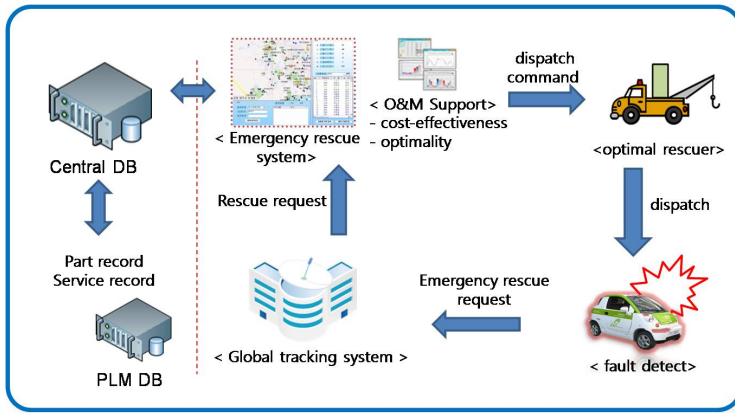 Central DB
Part record
Service record
PLM DB
< Emergency rescue
system>
< O&M Support>
- cost-effectiveness
- optimality
dispatch
command
<optimal rescuer>
Rescue request
dispatch
Emergency rescue
request
< Global tracking system >
< fault detect>